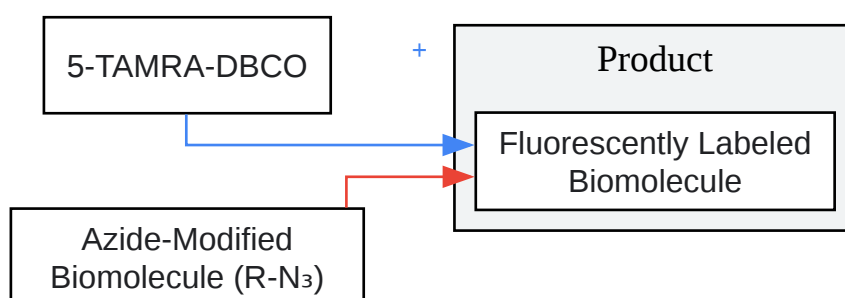 5-TAMRA-DBCO
+
Product
Fluorescently Labeled
Biomolecule
Azide-Modified
Biomolecule (R-N₃)